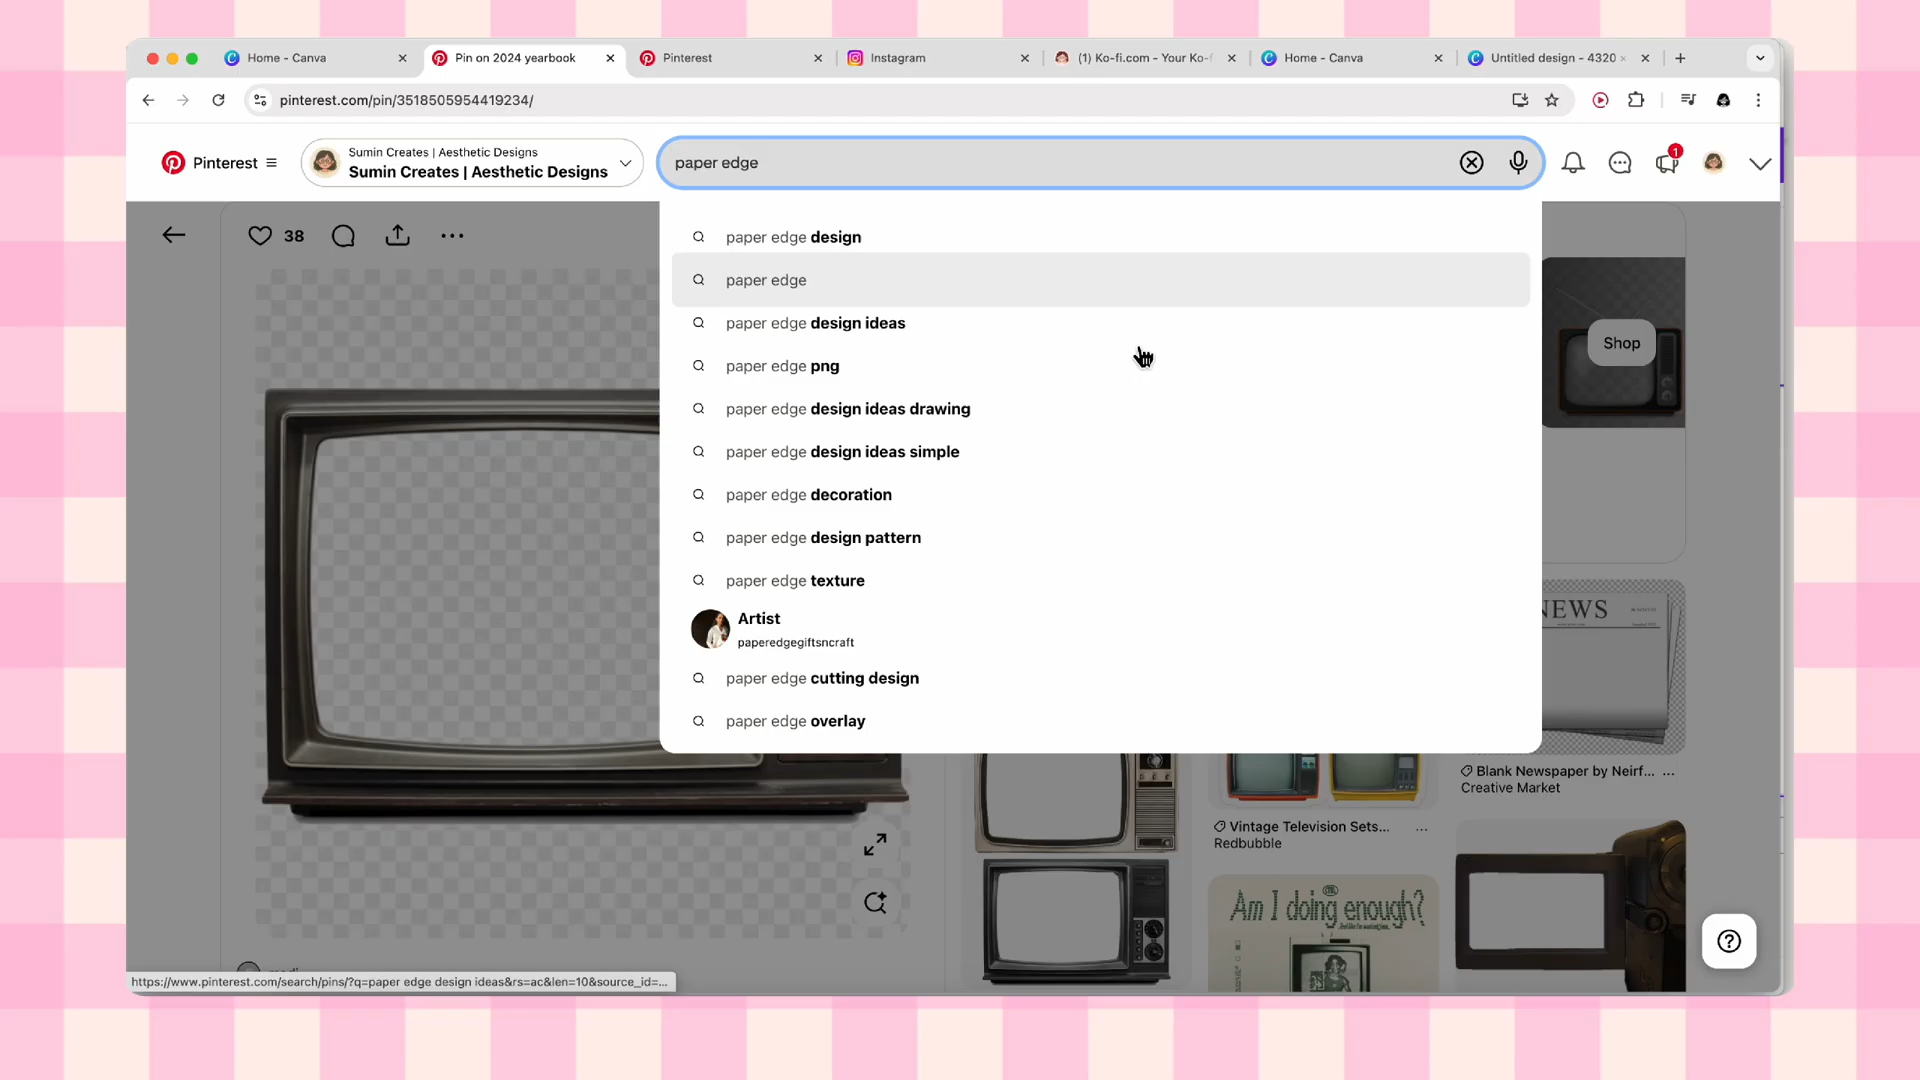 Home - Canva
Pin on 2024 yearbook
Pinterest
Instagram
(1) Ko-fi.com - Your Ko-f
Home - Canva
Untitled design - 4320 ×
pinterest.com/pin/3518505954419234/
Pinterest
Sumin Creates | Aesthetic Designs
Sumin Creates | Aesthetic Designs
paper edge
1
38
paper edge design
paper edge
paper edge design ideas
paper edge png
paper edge design ideas drawing
paper edge design ideas simple
paper edge decoration
paper edge design pattern
paper edge texture
Artist
paperedgegiftsncraft
paper edge cutting design
paper edge overlay
Shop
NEWS
Blank Newspaper by Neirf... ...
Creative Market
Vintage Television Sets... ...
Redbubble
Am I doing enough?
https://www.pinterest.com/search/pins/?q=paper edge design ideas&rs=ac&len=10&source_id=...